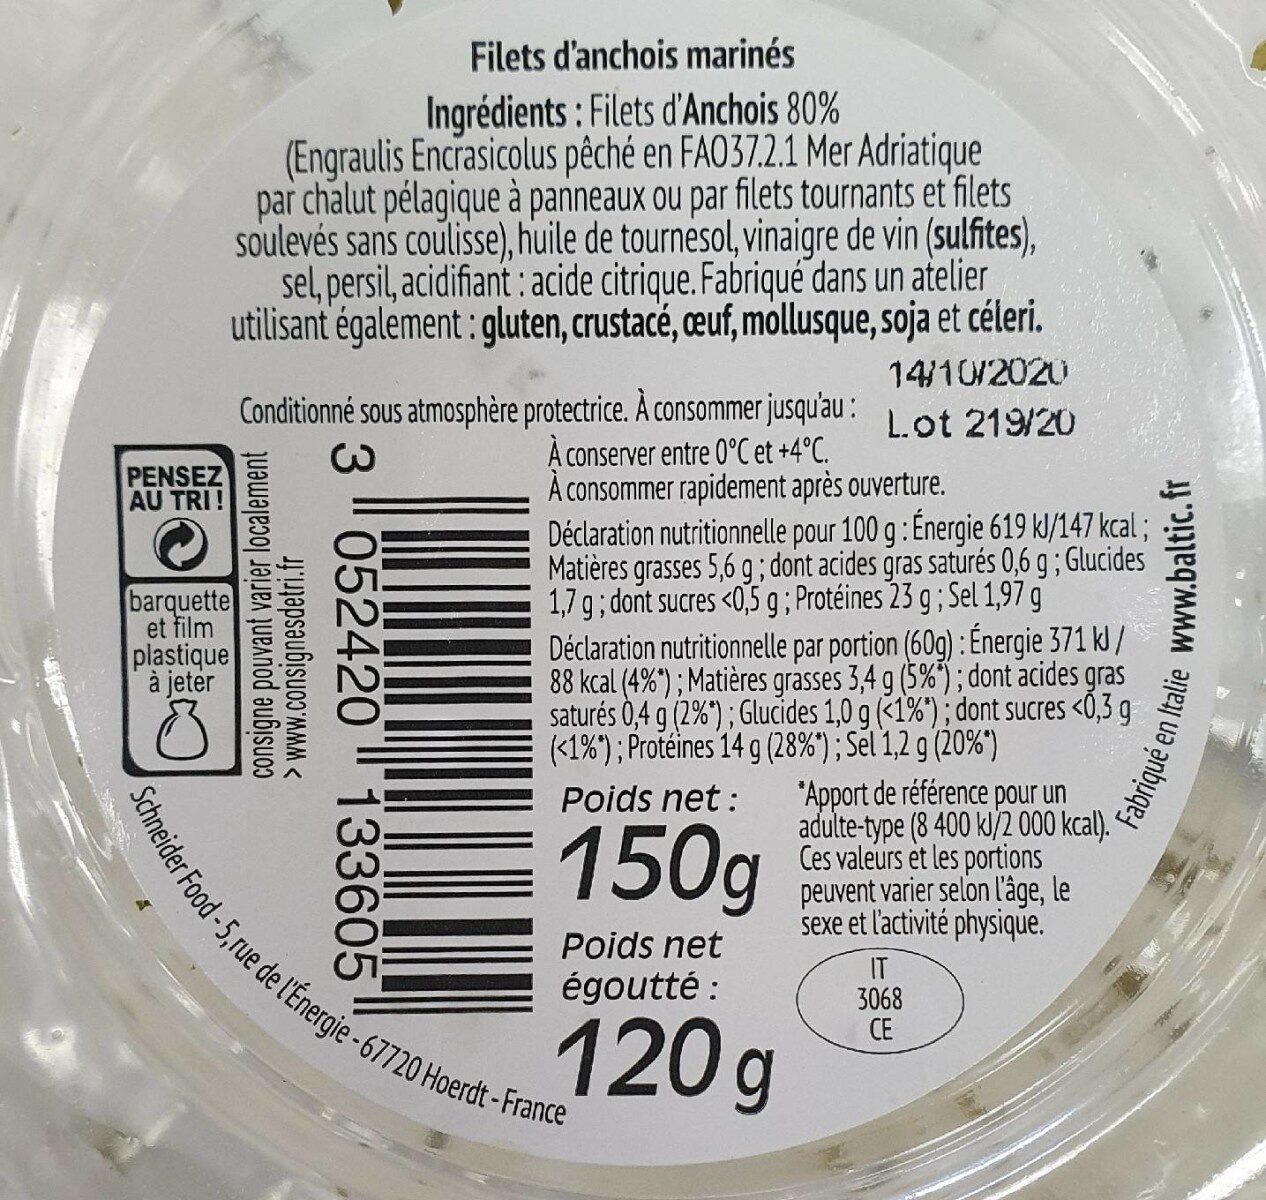 Filets d'anchois marinés
Ingrédients : Filets d'Anchois 80%
(Engraulis Encrasicolus pêché en FAO37.2.1 Mer Adriatique
par chalut pélagique à panneaux ou par filets tournants et filets
soulevés sans coulisse), huile de tournesol, vinaigre de vin (sulfites),
sel, persil, acidifiant : acide citrique. Fabriqué dans un atelier
utilisant également : gluten, crustacé, œuf, mollusque, soja et céleri.
14/10/2020
Conditionné sous atmosphère protectrice. À consommer jusqu'au :
Lot 219/20
À conserver entre 0°C et +4°C.
À consommer rapidement après ouverture.
Déclaration nutritionnelle pour 100 g : Énergie 619 kJ/147 kcal ;
Matières grasses 5,6 g ; dont acides gras saturés 0,6 g ; Glucides
1,7 g ; dont sucres <0,5 g ; Protéines 23 g ; Sel 1,97 g
Déclaration nutritionnelle par portion (60g) : Énergie 371 kJ /
88 kcal (4%*) ; Matières grasses 3,4 g (5%*) ; dont acides gras
saturés 0,4 g (2%*) ; Glucides 1,0 g (<1%*) ; dont sucres <0,3 g
(<1%*) ; Protéines 14 g (28%*) ; Sel 1,2 g (20%*)
Poids net :
150g
Poids net
égoutté :
120 g
*Apport de référence pour un
adulte-type (8 400 kJ/2 000 kcal).
Ces valeurs et les portions
peuvent varier selon l'âge, le
sexe et l'activité physique.
IT
3068
CE
PENSEZ
AU TRI !
barquette
et film
plastique
à jeter
consigne pouvant varier localement
> www.consignesdetri.fr
3 052420 133605
Schneider Food - 5, rue de l'Énergie - 67720 Hoerdt - France
Fabriqué en Italie www.baltic.fr